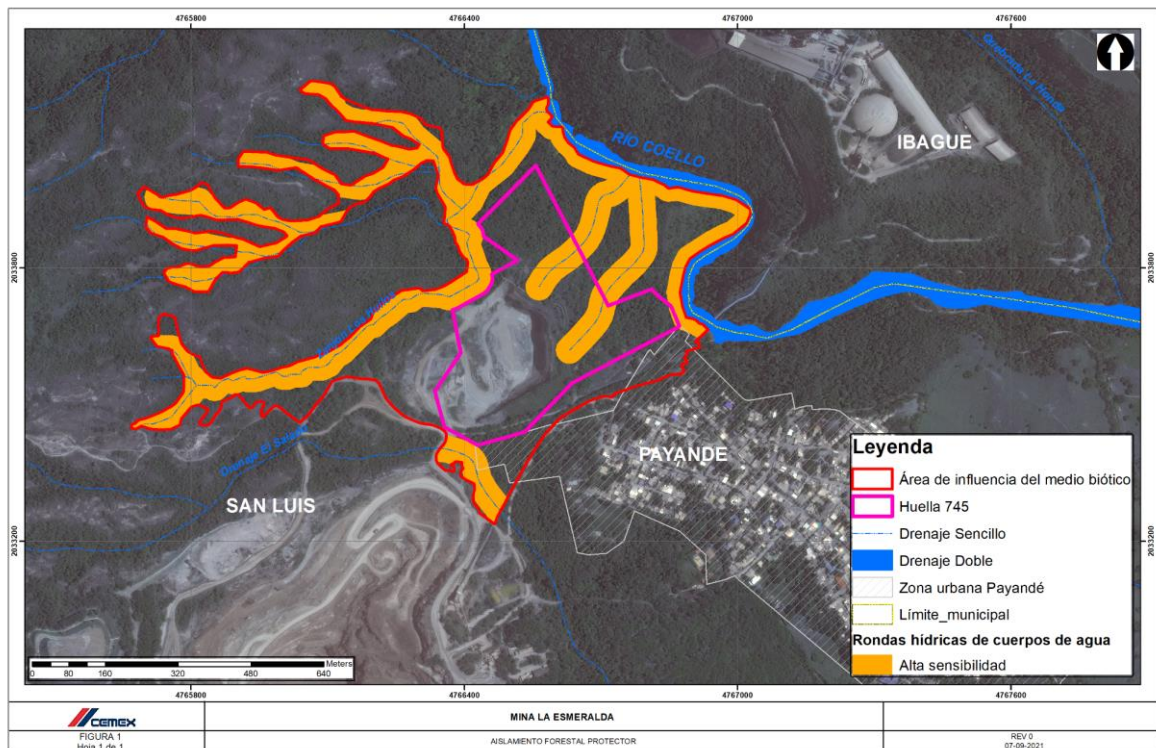 4765800
4766400
4767000
4767600
2033800
2033800
2033200
2033200
Quebrada La Honda
IBAGUE
RÍO COELLO
Drenaje El Salado
SAN LUIS
PAYANDE
Leyenda
Área de influencia del medio biótico
Huella 745
Drenaje Sencillo
Drenaje Doble
Zona urbana Payandé
Límite_municipal
Rondas hídricas de cuerpos de agua
Alta sensibilidad
Meters
0 80 160 320 480 640
4765800
4766400
4767000
4767600
CEMEX
FIGURA 1
Hoja 1 de 1
MINA LA ESMERALDA
AISLAMIENTO FORESTAL PROTECTOR
REV 0
07-09-2021